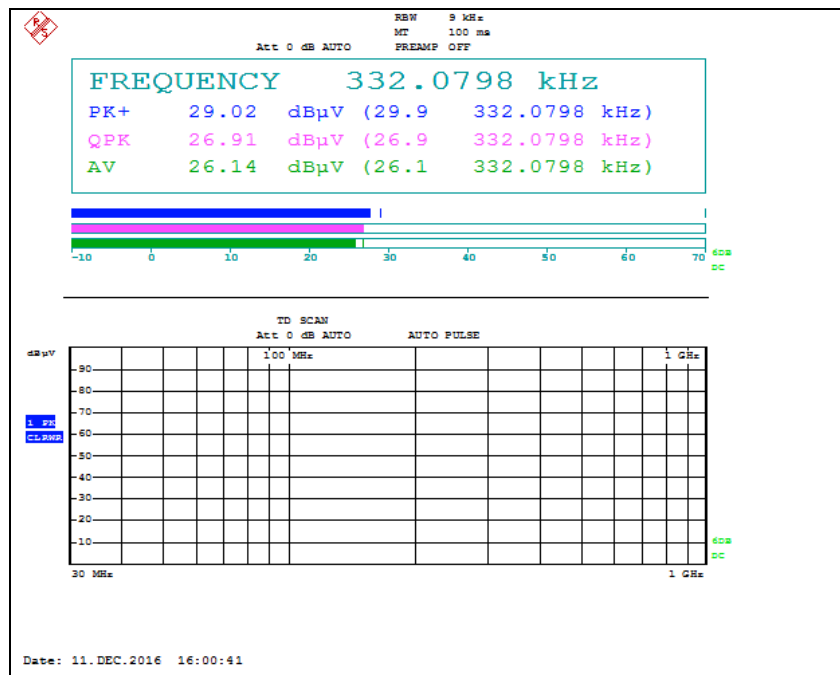 R S
RBW 9 kHz
MT 100 ms
Att 0 dB AUTO PREAMP OFF
FREQUENCY 332.0798 kHz
PK+ 29.02 dBµV (29.9 332.0798 kHz)
QPK 26.91 dBµV (26.9 332.0798 kHz)
AV 26.14 dBµV (26.1 332.0798 kHz)
-10 0 10 20 30 40 50 60 70
6DB
DC
TD SCAN
Att 0 dB AUTO AUTO PULSE
dBµV
100 MHz 1 GHz
90
80
70
1 PK
CLRWR
60
50
40
30
20
10
6DB
DC
30 MHz 1 GHz
Date: 11.DEC.2016 16:00:41